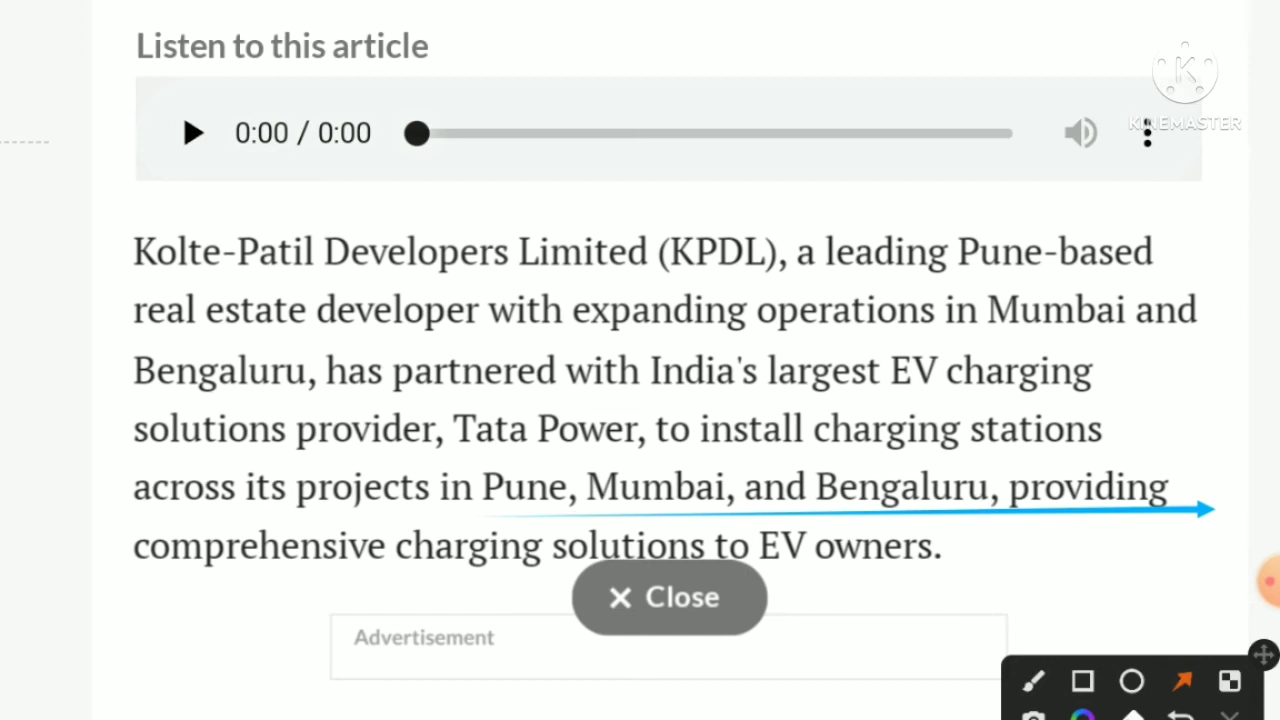 Listen to this article
KINEMASTER
0:00 / 0:00
Kolte-Patil Developers Limited (KPDL), a leading Pune-based
real estate developer with expanding operations in Mumbai and
Bengaluru, has partnered with India's largest EV charging
solutions provider, Tata Power, to install charging stations
across its projects in Pune, Mumbai, and Bengaluru, providing
comprehensive charging solutions to EV owners.
× Close
Advertisement